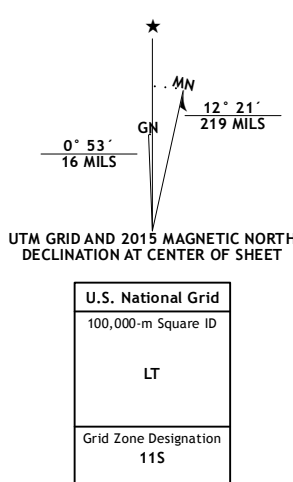 ★
MN
GN
12° 21´
219 MILS
0° 53´
16 MILS
UTM GRID AND 2015 MAGNETIC NORTH
DECLINATION AT CENTER OF SHEET
U.S. National Grid
100,000-m Square ID
LT
Grid Zone Designation
11S